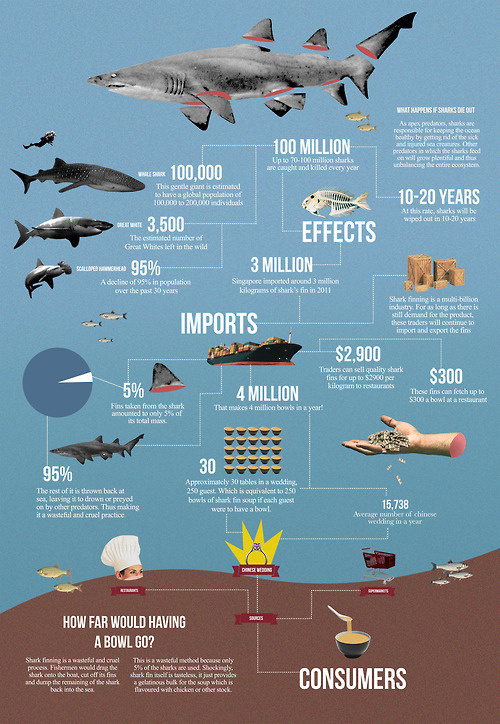 WHAT HAPPENS IF SHARKS DIE OUT
As apex predators, sharks are
responsible for keeping the ocean
healthy by getting rid of the sick
and injured sea creatures. Other
predators in which the sharks feed
on will grow plentiful and thus
unbalancing the entire ecosystem.
100 MILLION
Up to 70-100 million sharks
are caught and killed every year
WHALE SHARK 100,000
This gentle giant is estimated
to have a global population of
100,000 to 200,000 individuals
10-20 YEARS
At this rate, sharks will be
wiped out in 10-20 years
GREAT WHITE 3,500
The estimated number of
Great Whites left in the wild
EFFECTS
SCALLOPED HAMMERHEAD 95%
A decline of 95% in population
over the past 30 years
3 MILLION
Singapore imported around 3 million
kilograms of shark's fin in 2011
Shark finning is a multi-billion
industry. For as long as there is
still demand for the product,
these traders will continue to
import and export the fins
IMPORTS
$2,900
Traders can sell quality shark
fins for up to $2900 per
kilogram to restaurants
$300
These fins can fetch up to
$300 a bowl at a restaurant
5%
Fins taken from the shark
amounted to only 5% of
its total mass.
4 MILLION
That makes 4 million bowls in a year!
95%
The rest of it is thrown back at
sea, leaving it to drown or preyed
on by other predators. Thus making
it a wasteful and cruel practice
30
Approximately 30 tables in a wedding,
250 guest. Which is equivalent to 250
bowls of shark fin soup if each guest
were to have a bowl.
15,738
Average number of chinese
wedding in a year
CHINESE WEDDING
RESTAURANTS
SUPERMARKETS
SOURCES
HOW FAR WOULD HAVING
A BOWL GO?
Shark finning is a wasteful and cruel
process. Fishermen would drag the
shark onto the boat, cut off its fins
and dump the remaining of the shark
back into the sea.
This is a wasteful method because only
5% of the sharks are used. Shockingly,
shark fin itself is tasteless, it just provides
a gelatinous bulk for the soup which is
flavoured with chicken or other stock.
CONSUMERS